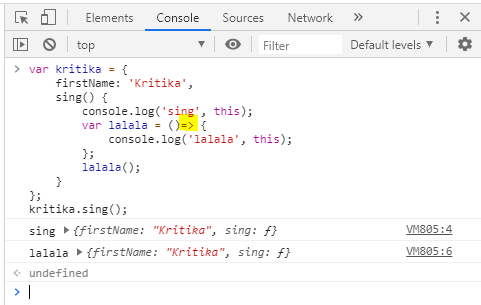 Elements Console Sources Network »
top Filter Default levels
> var kritika = {
    firstName: 'Kritika',
    sing() {
        console.log('sing', this);
        var lalala = ()=> {
            console.log('lalala', this);
        };
        lalala();
    }
};
kritika.sing();
sing ▶ {firstName: "Kritika", sing: ƒ} VM805:4
lalala ▶ {firstName: "Kritika", sing: ƒ} VM805:6
undefined
>